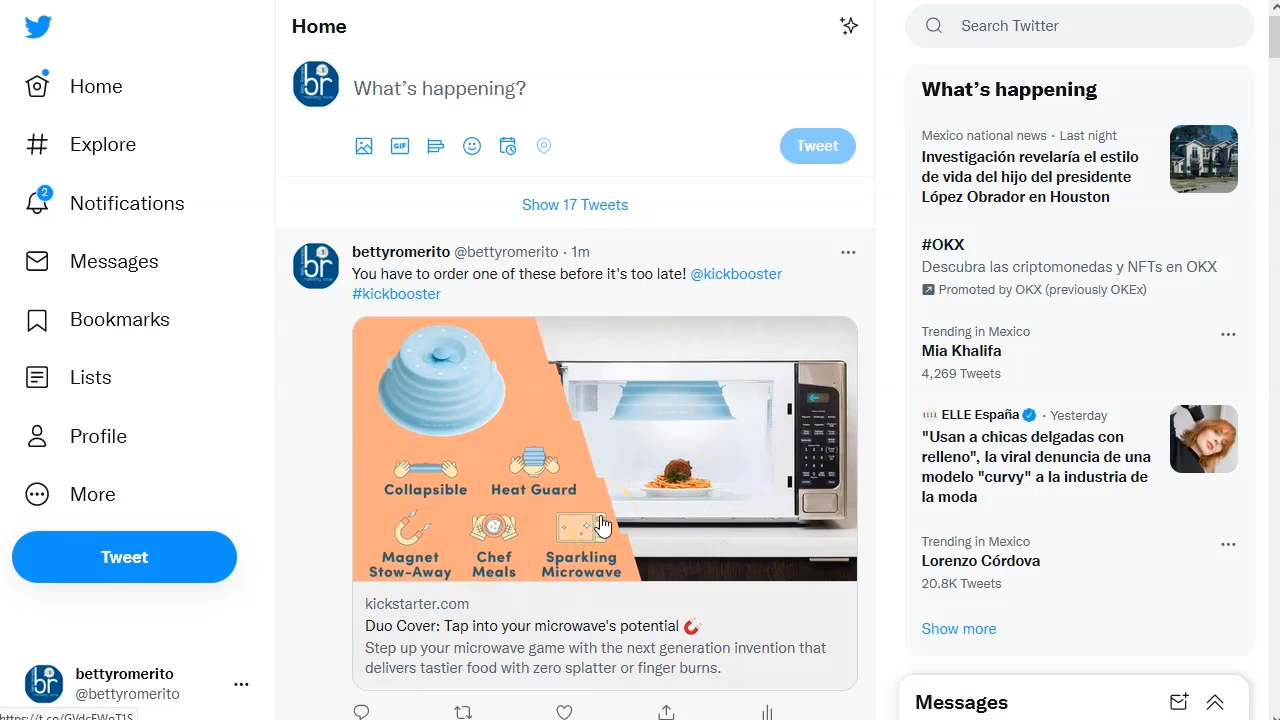 Home
Explore
2
Notifications
Messages
Bookmarks
Lists
Profile
More
Tweet
br
bettyromerito
@bettyromerito
Home
br
What's happening?
GIF
Tweet
Show 17 Tweets
br
bettyromerito @bettyromerito · 1m
You have to order one of these before it's too late! @kickbooster
#kickbooster
Collapsible
Heat Guard
Magnet
Stow-Away
Chef
Meals
Sparkling
Microwave
kickstarter.com
Duo Cover: Tap into your microwave's potential
Step up your microwave game with the next generation invention that
delivers tastier food with zero splatter or finger burns.
Search Twitter
What's happening
Mexico national news · Last night
Investigación revelaría el estilo
de vida del hijo del presidente
López Obrador en Houston
#OKX
Descubra las criptomonedas y NFTs en OKX
Promoted by OKX (previously OKEx)
Trending in Mexico
Mia Khalifa
4,269 Tweets
ELLE España · Yesterday
"Usan a chicas delgadas con
relleno", la viral denuncia de una
modelo "curvy" a la industria de
la moda
Trending in Mexico
Lorenzo Córdova
20.8K Tweets
Show more
Messages